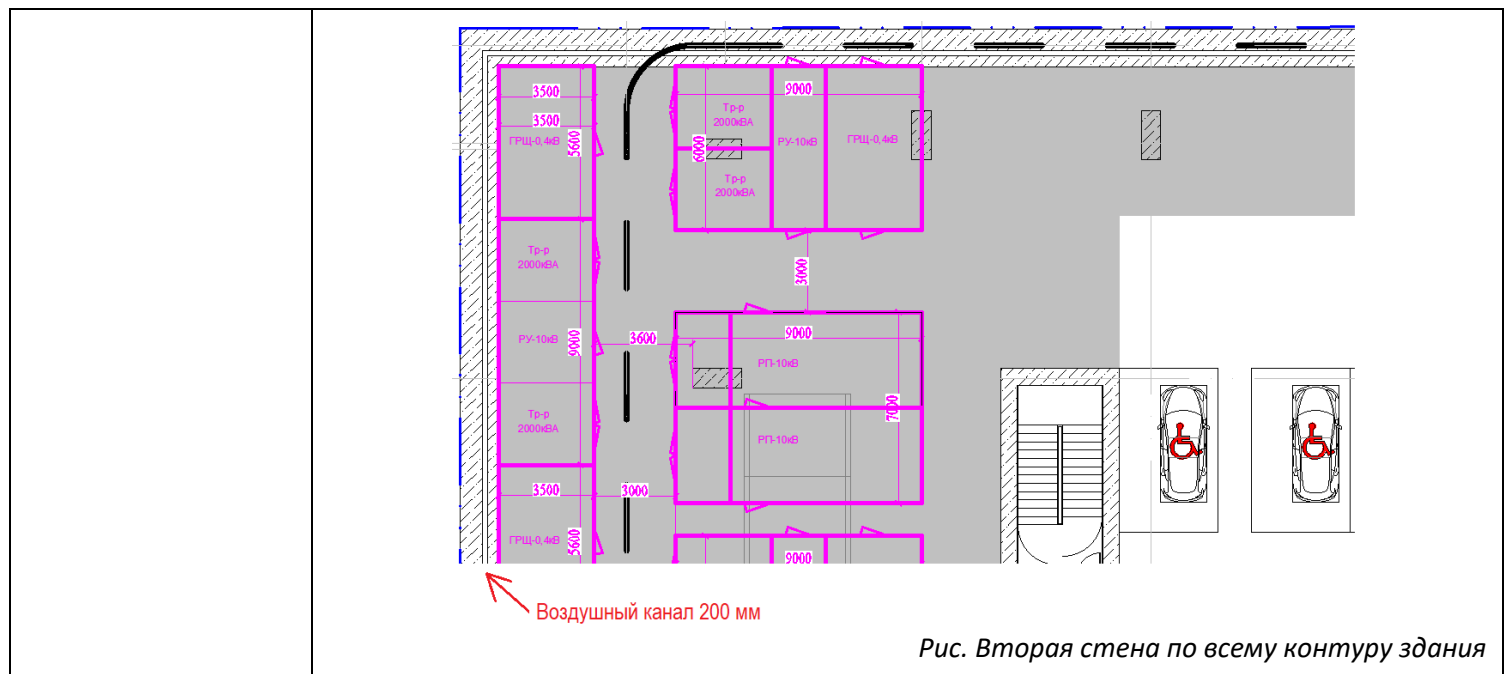 3500
9000
Тр-р
2000кВА
3500
ГРЩ-0,4кВ
5600
6000
РУ-10кВ
ГРЩ-0,4кВ
Тр-р
2000кВА
Тр-р
2000кВА
3000
РУ-10кВ
9000
3600
9000
РП-10кВ
Тр-р
2000кВА
7000
РП-10кВ
3500
3000
ГРЩ-0,4кВ
5600
9000
Воздушный канал 200 мм
Рис. Вторая стена по всему контуру здания